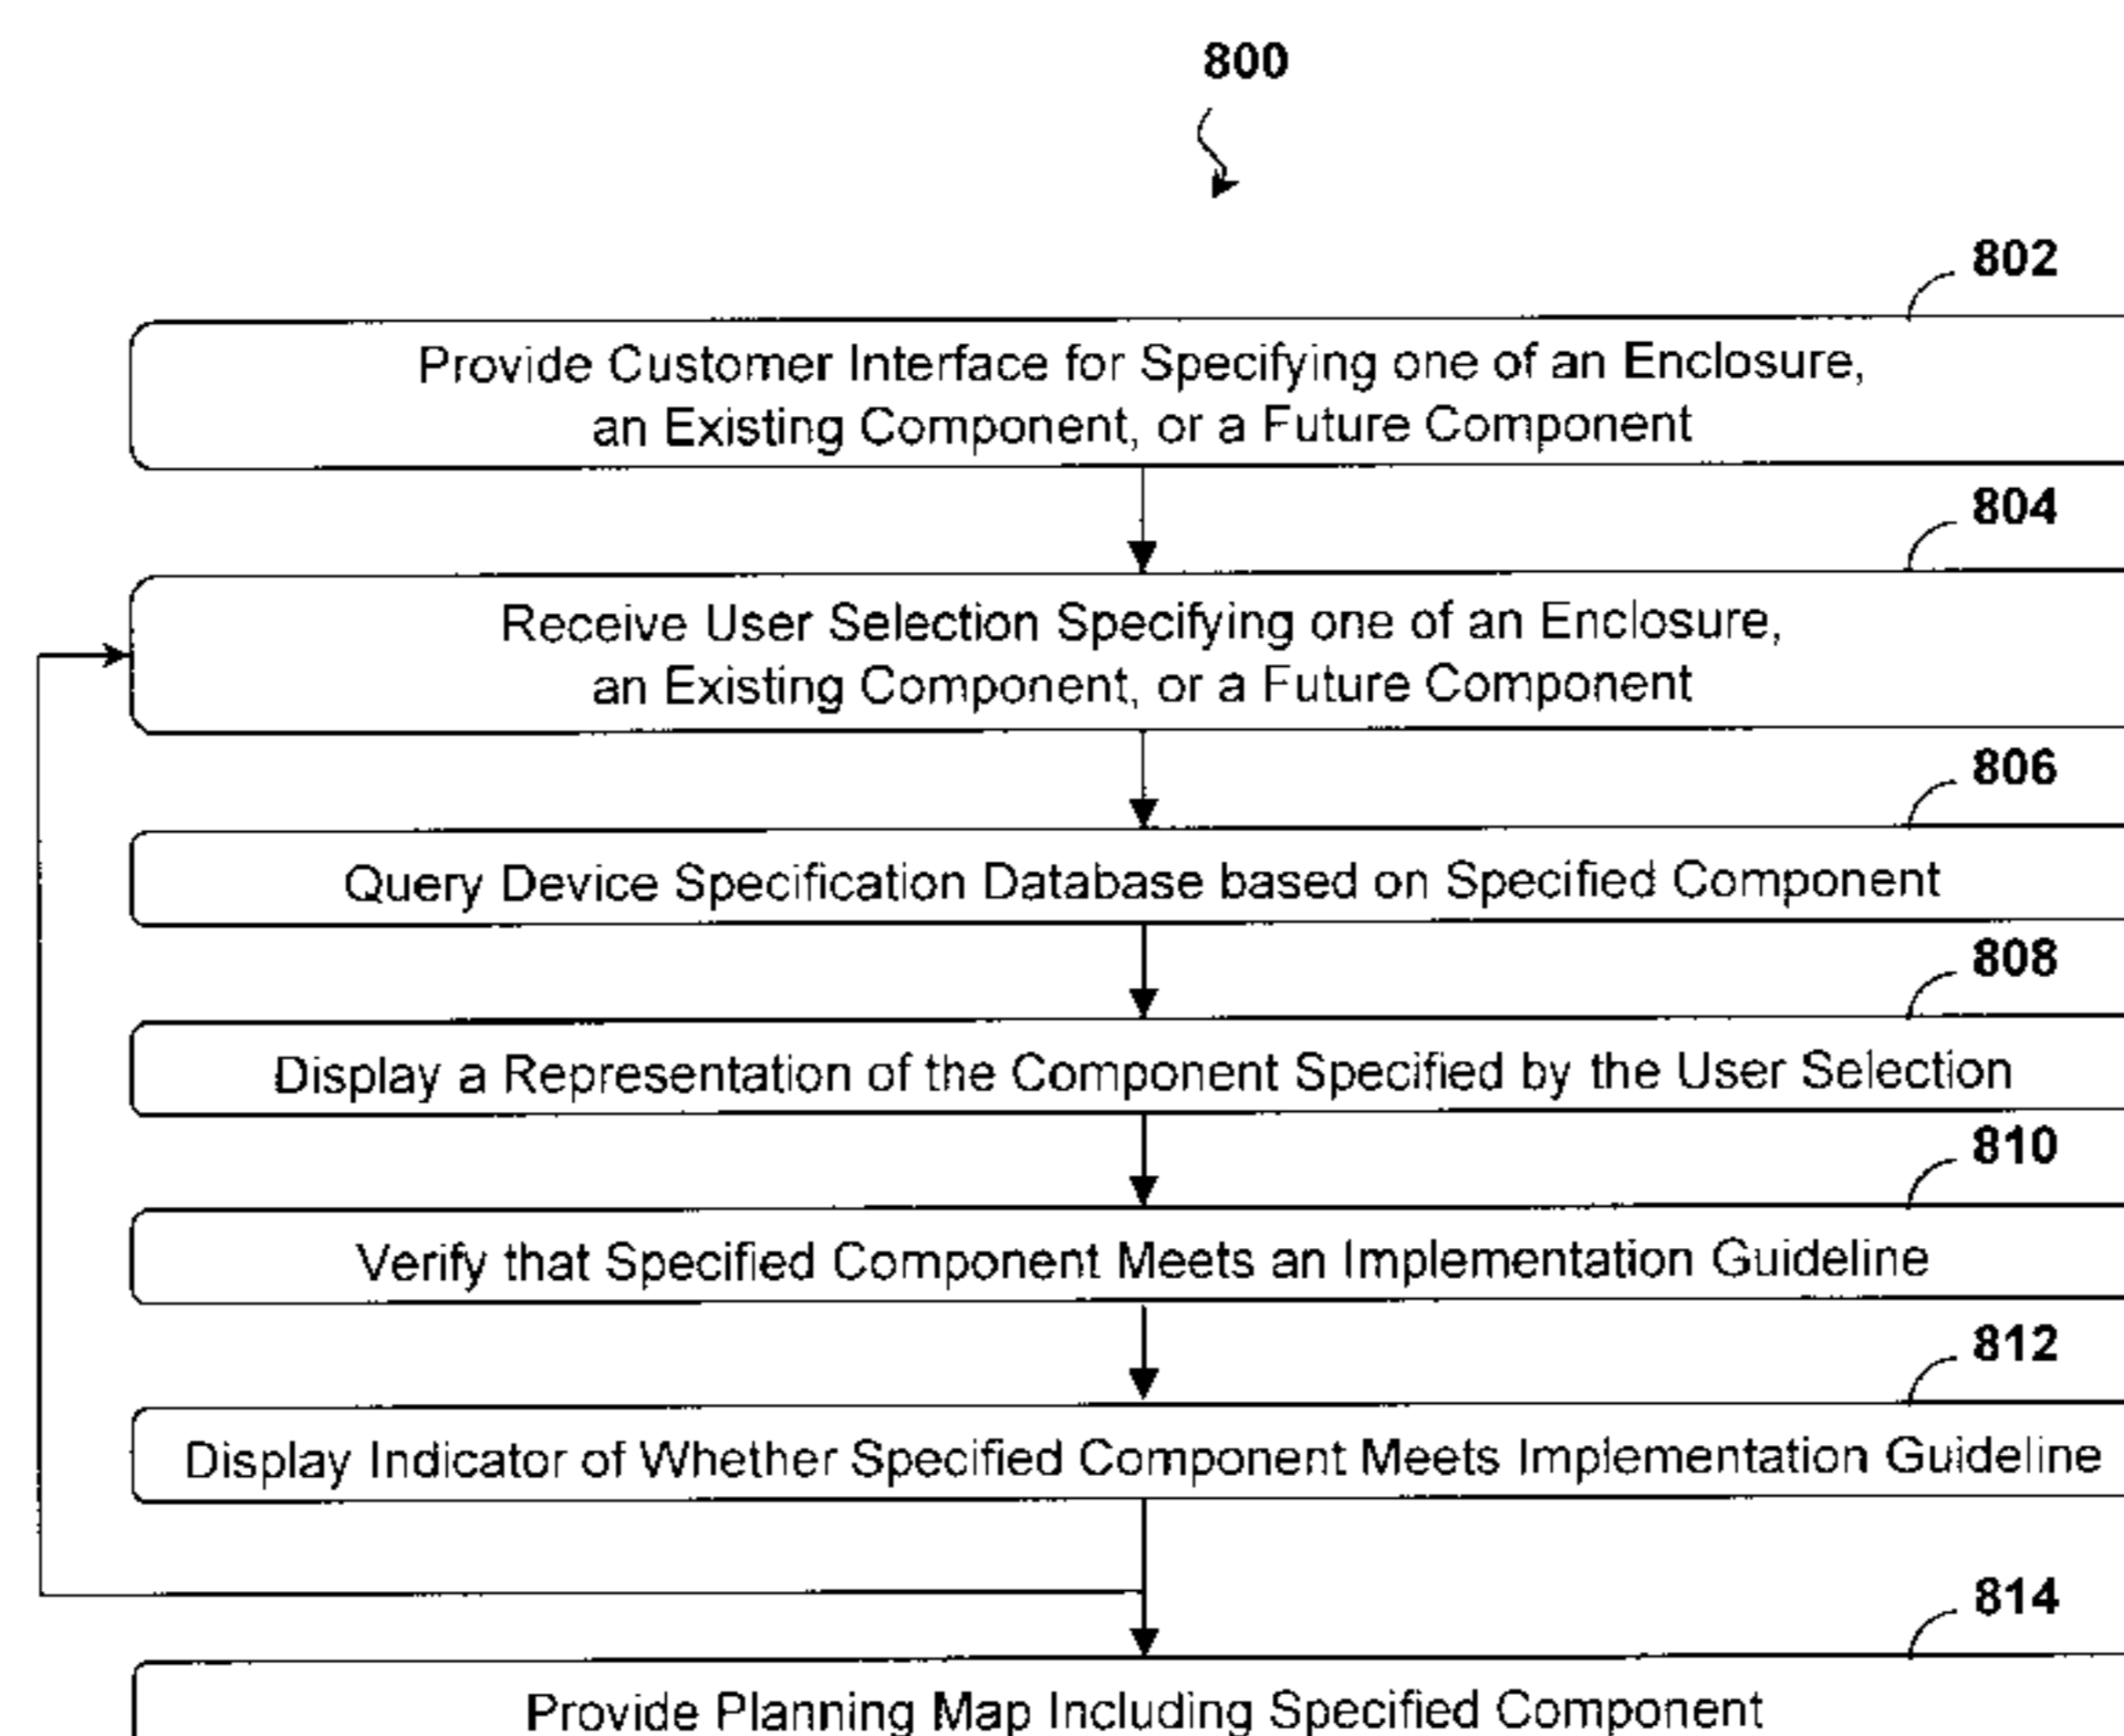 800
802
Provide Customer Interface for Specifying one of an Enclosure,
an Existing Component, or a Future Component
804
Receive User Selection Specifying one of an Enclosure,
an Existing Component, or a Future Component
806
Query Device Specification Database based on Specified Component
808
Display a Representation of the Component Specified by the User Selection
810
Verify that Specified Component Meets an Implementation Guideline
812
Display Indicator of Whether Specified Component Meets Implementation Guideline
814
Provide Planning Map Including Specified Component